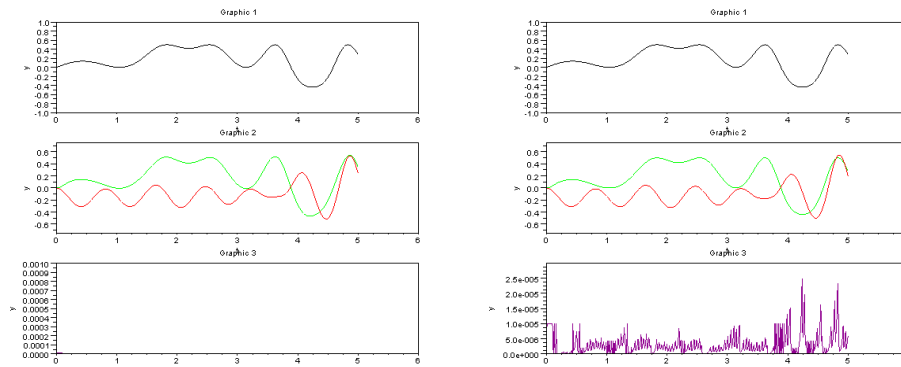 Graphic 1
1.0
0.8
0.6
0.4
0.2
0.0
-0.2
-0.4
-0.6
-0.8
-1.0
y
0 1 2 3 4 5 6
Graphic 2
0.6
0.4
0.2
0.0
-0.2
-0.4
-0.6
y
0 1 2 3 4 5 6
Graphic 3
0.0010
0.0009
0.0008
0.0007
0.0006
0.0005
0.0004
0.0003
0.0002
0.0001
0.0000
y
0 1 2 3 4 5 6
Graphic 1
1.0
0.8
0.6
0.4
0.2
0.0
-0.2
-0.4
-0.6
-0.8
-1.0
y
0 1 2 3 4 5
Graphic 2
0.6
0.4
0.2
0.0
-0.2
-0.4
-0.6
y
0 1 2 3 4 5
Graphic 3
2.5e-005
2.0e-005
1.5e-005
1.0e-005
5.0e-006
0.0e+000
y
0 1 2 3 4 5